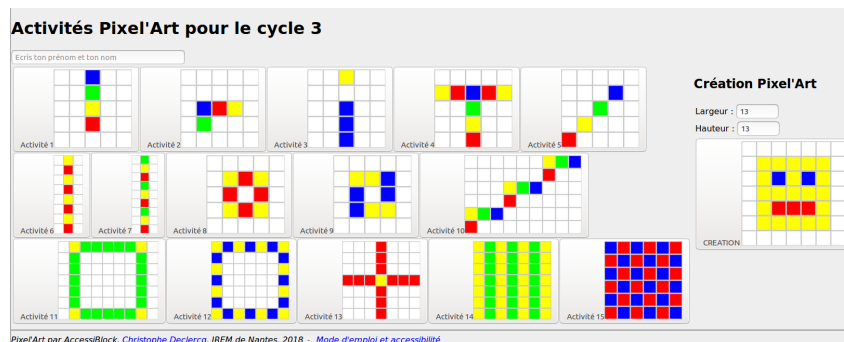 Activités Pixel'Art pour le cycle 3
Ecris ton prénom et ton nom
Activité 1
Activité 2
Activité 3
Activité 4
Activité 5
Activité 6
Activité 7
Activité 8
Activité 9
Activité 10
Activité 11
Activité 12
Activité 13
Activité 14
Activité 15
Création Pixel'Art
Largeur : 13
Hauteur : 13
CREATION
Pixel'Art par AccessiBlock, Christophe Declercq, IREM de Nantes, 2018 - Mode d'emploi et accessibilité